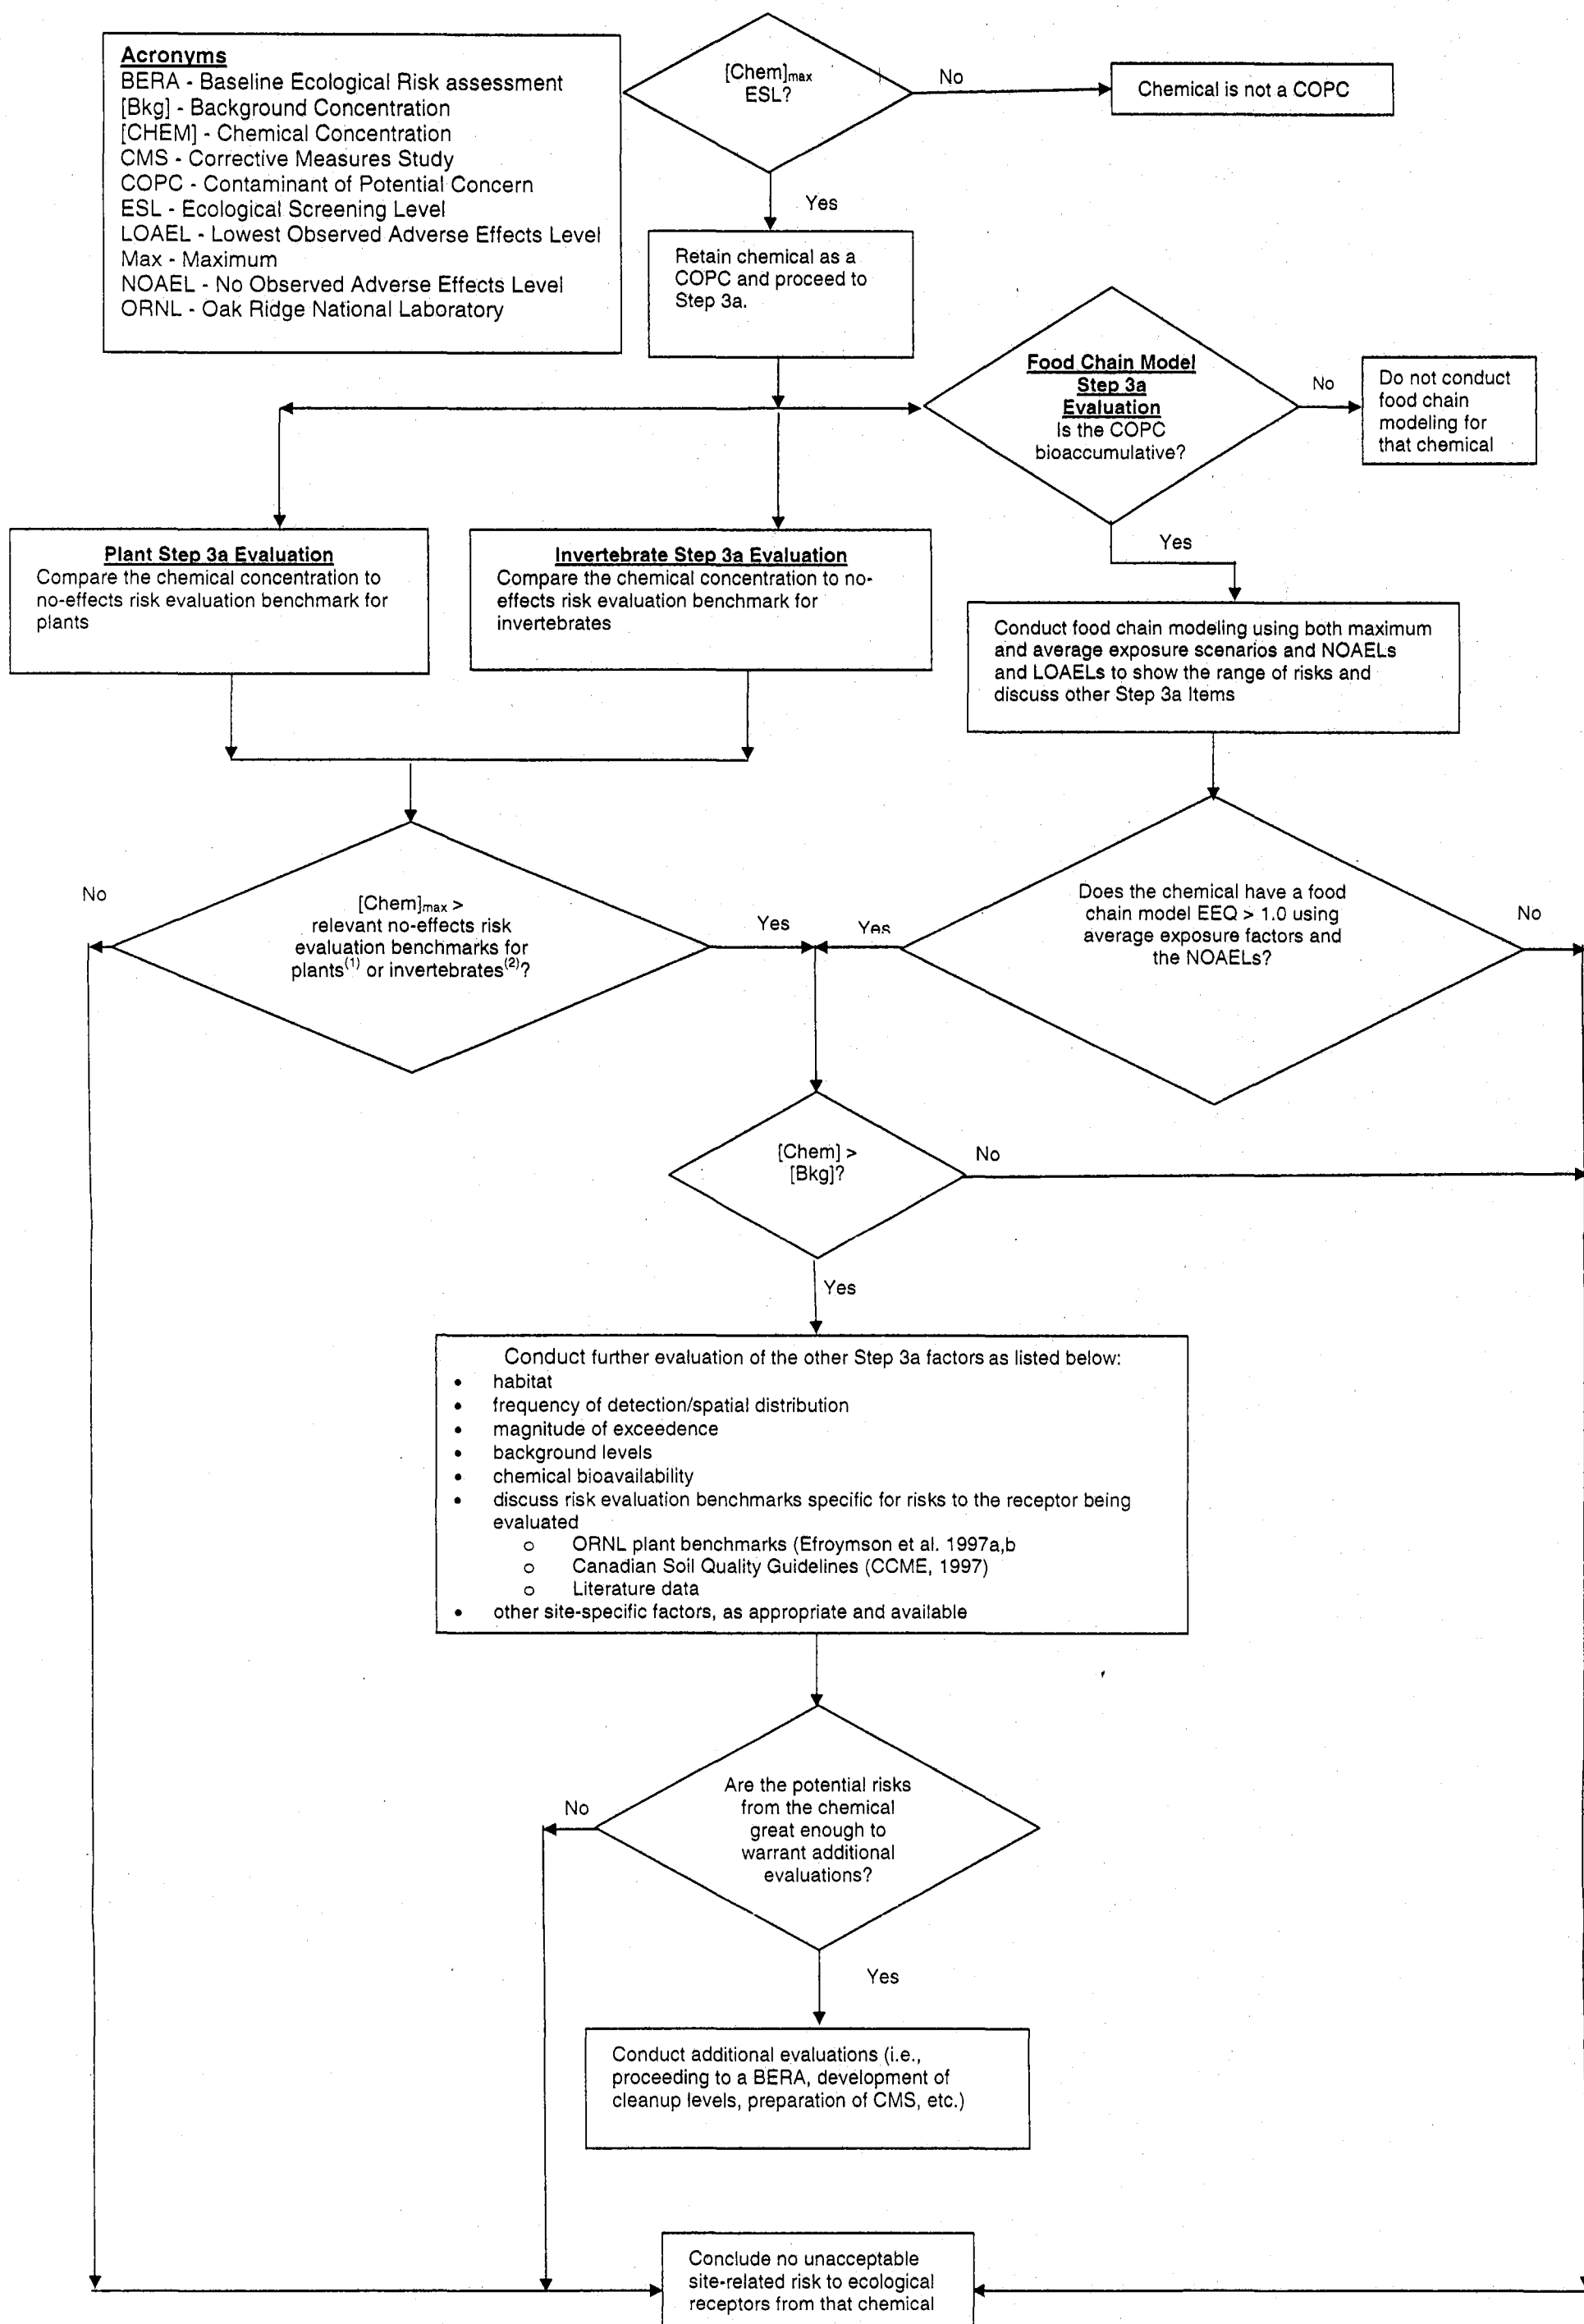 Acronyms
BERA - Baseline Ecological Risk assessment
[Bkg] - Background Concentration
[CHEM] - Chemical Concentration
CMS - Corrective Measures Study
COPC - Contaminant of Potential Concern
ESL - Ecological Screening Level
LOAEL - Lowest Observed Adverse Effects Level
Max - Maximum
NOAEL - No Observed Adverse Effects Level
ORNL - Oak Ridge National Laboratory
[Chem]max
ESL?
No
Chemical is not a COPC
Yes
Retain chemical as a
COPC and proceed to
Step 3a.
Food Chain Model
Step 3a
Evaluation
Is the COPC
bioaccumulative?
No
Do not conduct
food chain
modeling for
that chemical
Yes
Plant Step 3a Evaluation
Compare the chemical concentration to
no-effects risk evaluation benchmark for
plants
Invertebrate Step 3a Evaluation
Compare the chemical concentration to no-
effects risk evaluation benchmark for
invertebrates
Conduct food chain modeling using both maximum
and average exposure scenarios and NOAELs
and LOAELs to show the range of risks and
discuss other Step 3a Items
No
[Chem]max >
relevant no-effects risk
evaluation benchmarks for
plants(1) or invertebrates(2)?
Yes
Yes
Does the chemical have a food
chain model EEQ > 1.0 using
average exposure factors and
the NOAELs?
No
[Chem] >
[Bkg]?
No
Yes
Conduct further evaluation of the other Step 3a factors as listed below:
• habitat
• frequency of detection/spatial distribution
• magnitude of exceedence
• background levels
• chemical bioavailability
• discuss risk evaluation benchmarks specific for risks to the receptor being
evaluated
o ORNL plant benchmarks (Efroymson et al. 1997a,b
o Canadian Soil Quality Guidelines (CCME, 1997)
o Literature data
• other site-specific factors, as appropriate and available
No
Are the potential risks
from the chemical
great enough to
warrant additional
evaluations?
Yes
Conduct additional evaluations (i.e.,
proceeding to a BERA, development of
cleanup levels, preparation of CMS, etc.)
Conclude no unacceptable
site-related risk to ecological
receptors from that chemical